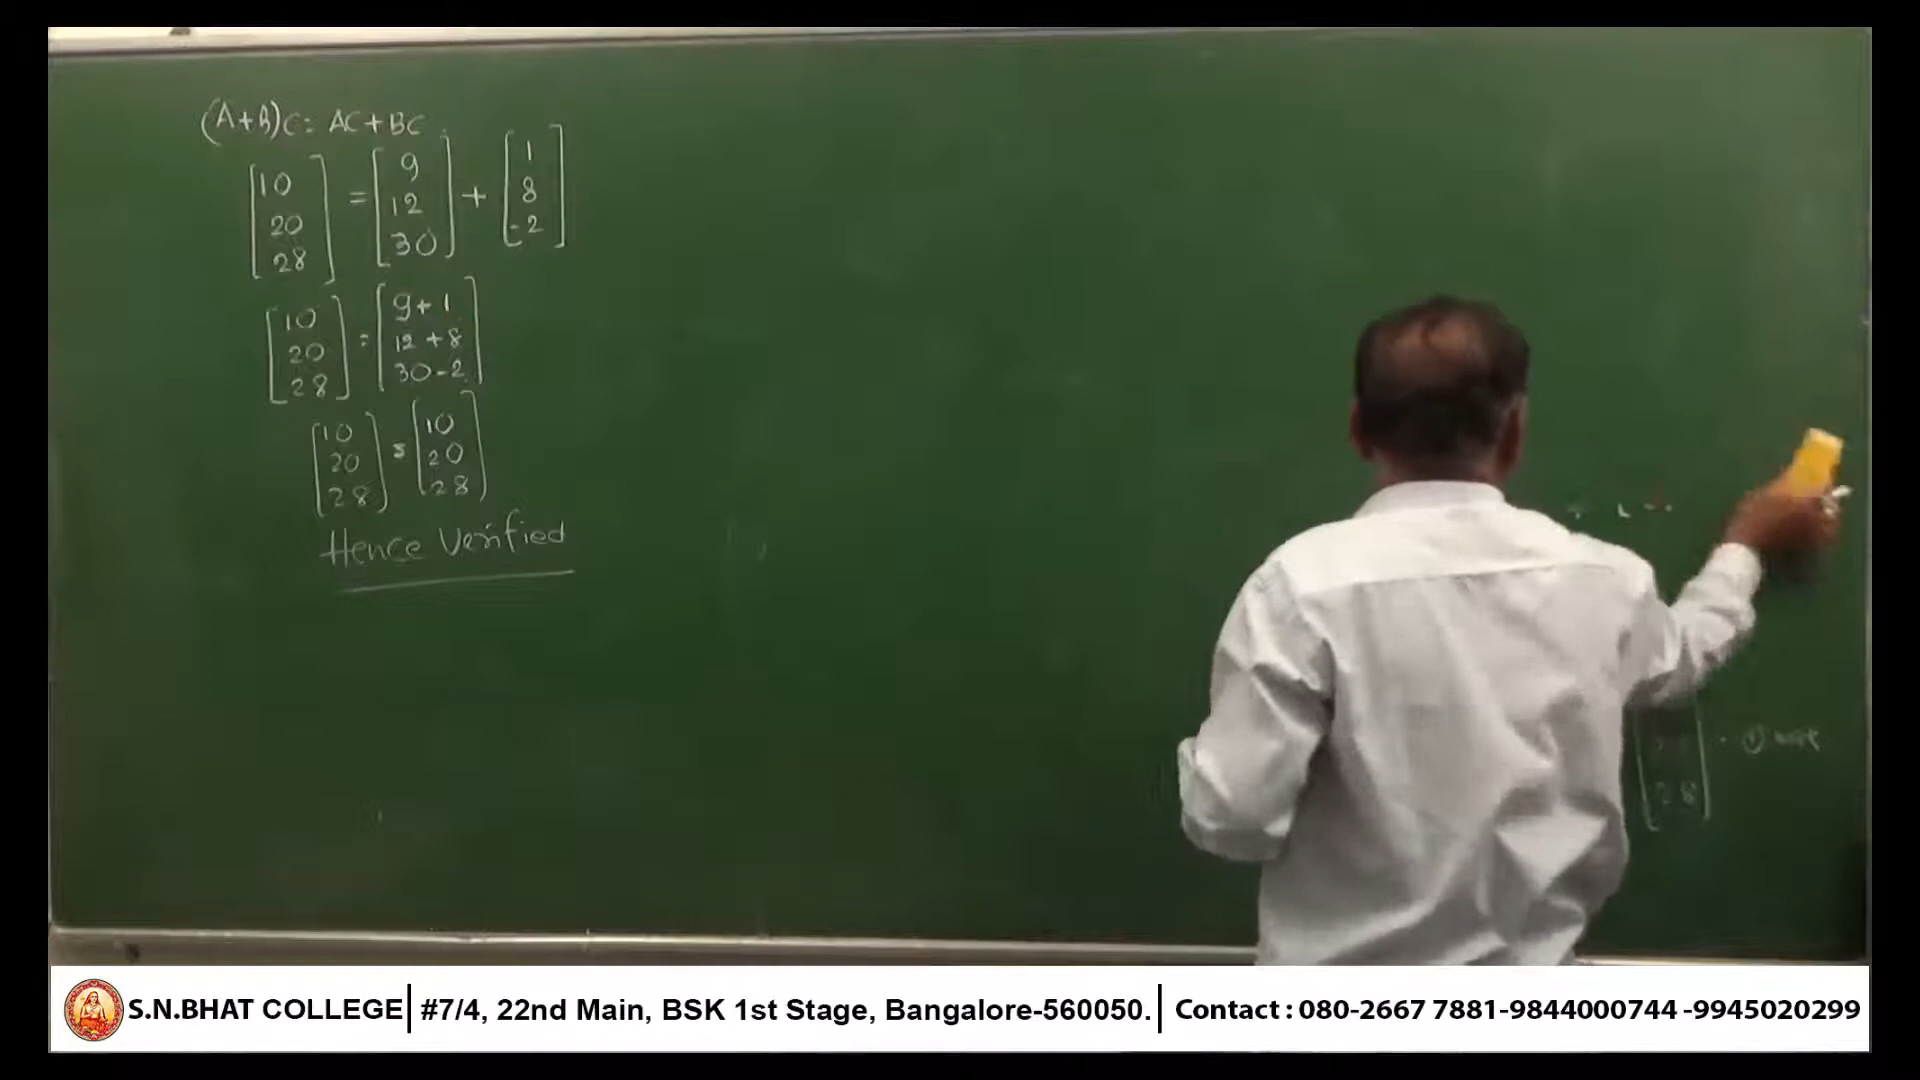 (A+B)C = AC+BC
[10 20 28] = [9 12 30] + [1 8 -2]
[10 20 28] = [9+1 12+8 30-2]
[10 20 28] = [10 20 28]
Hence Verified
28
S.N.BHAT COLLEGE | #7/4, 22nd Main, BSK 1st Stage, Bangalore-560050. | Contact : 080-2667 7881-9844000744 -9945020299